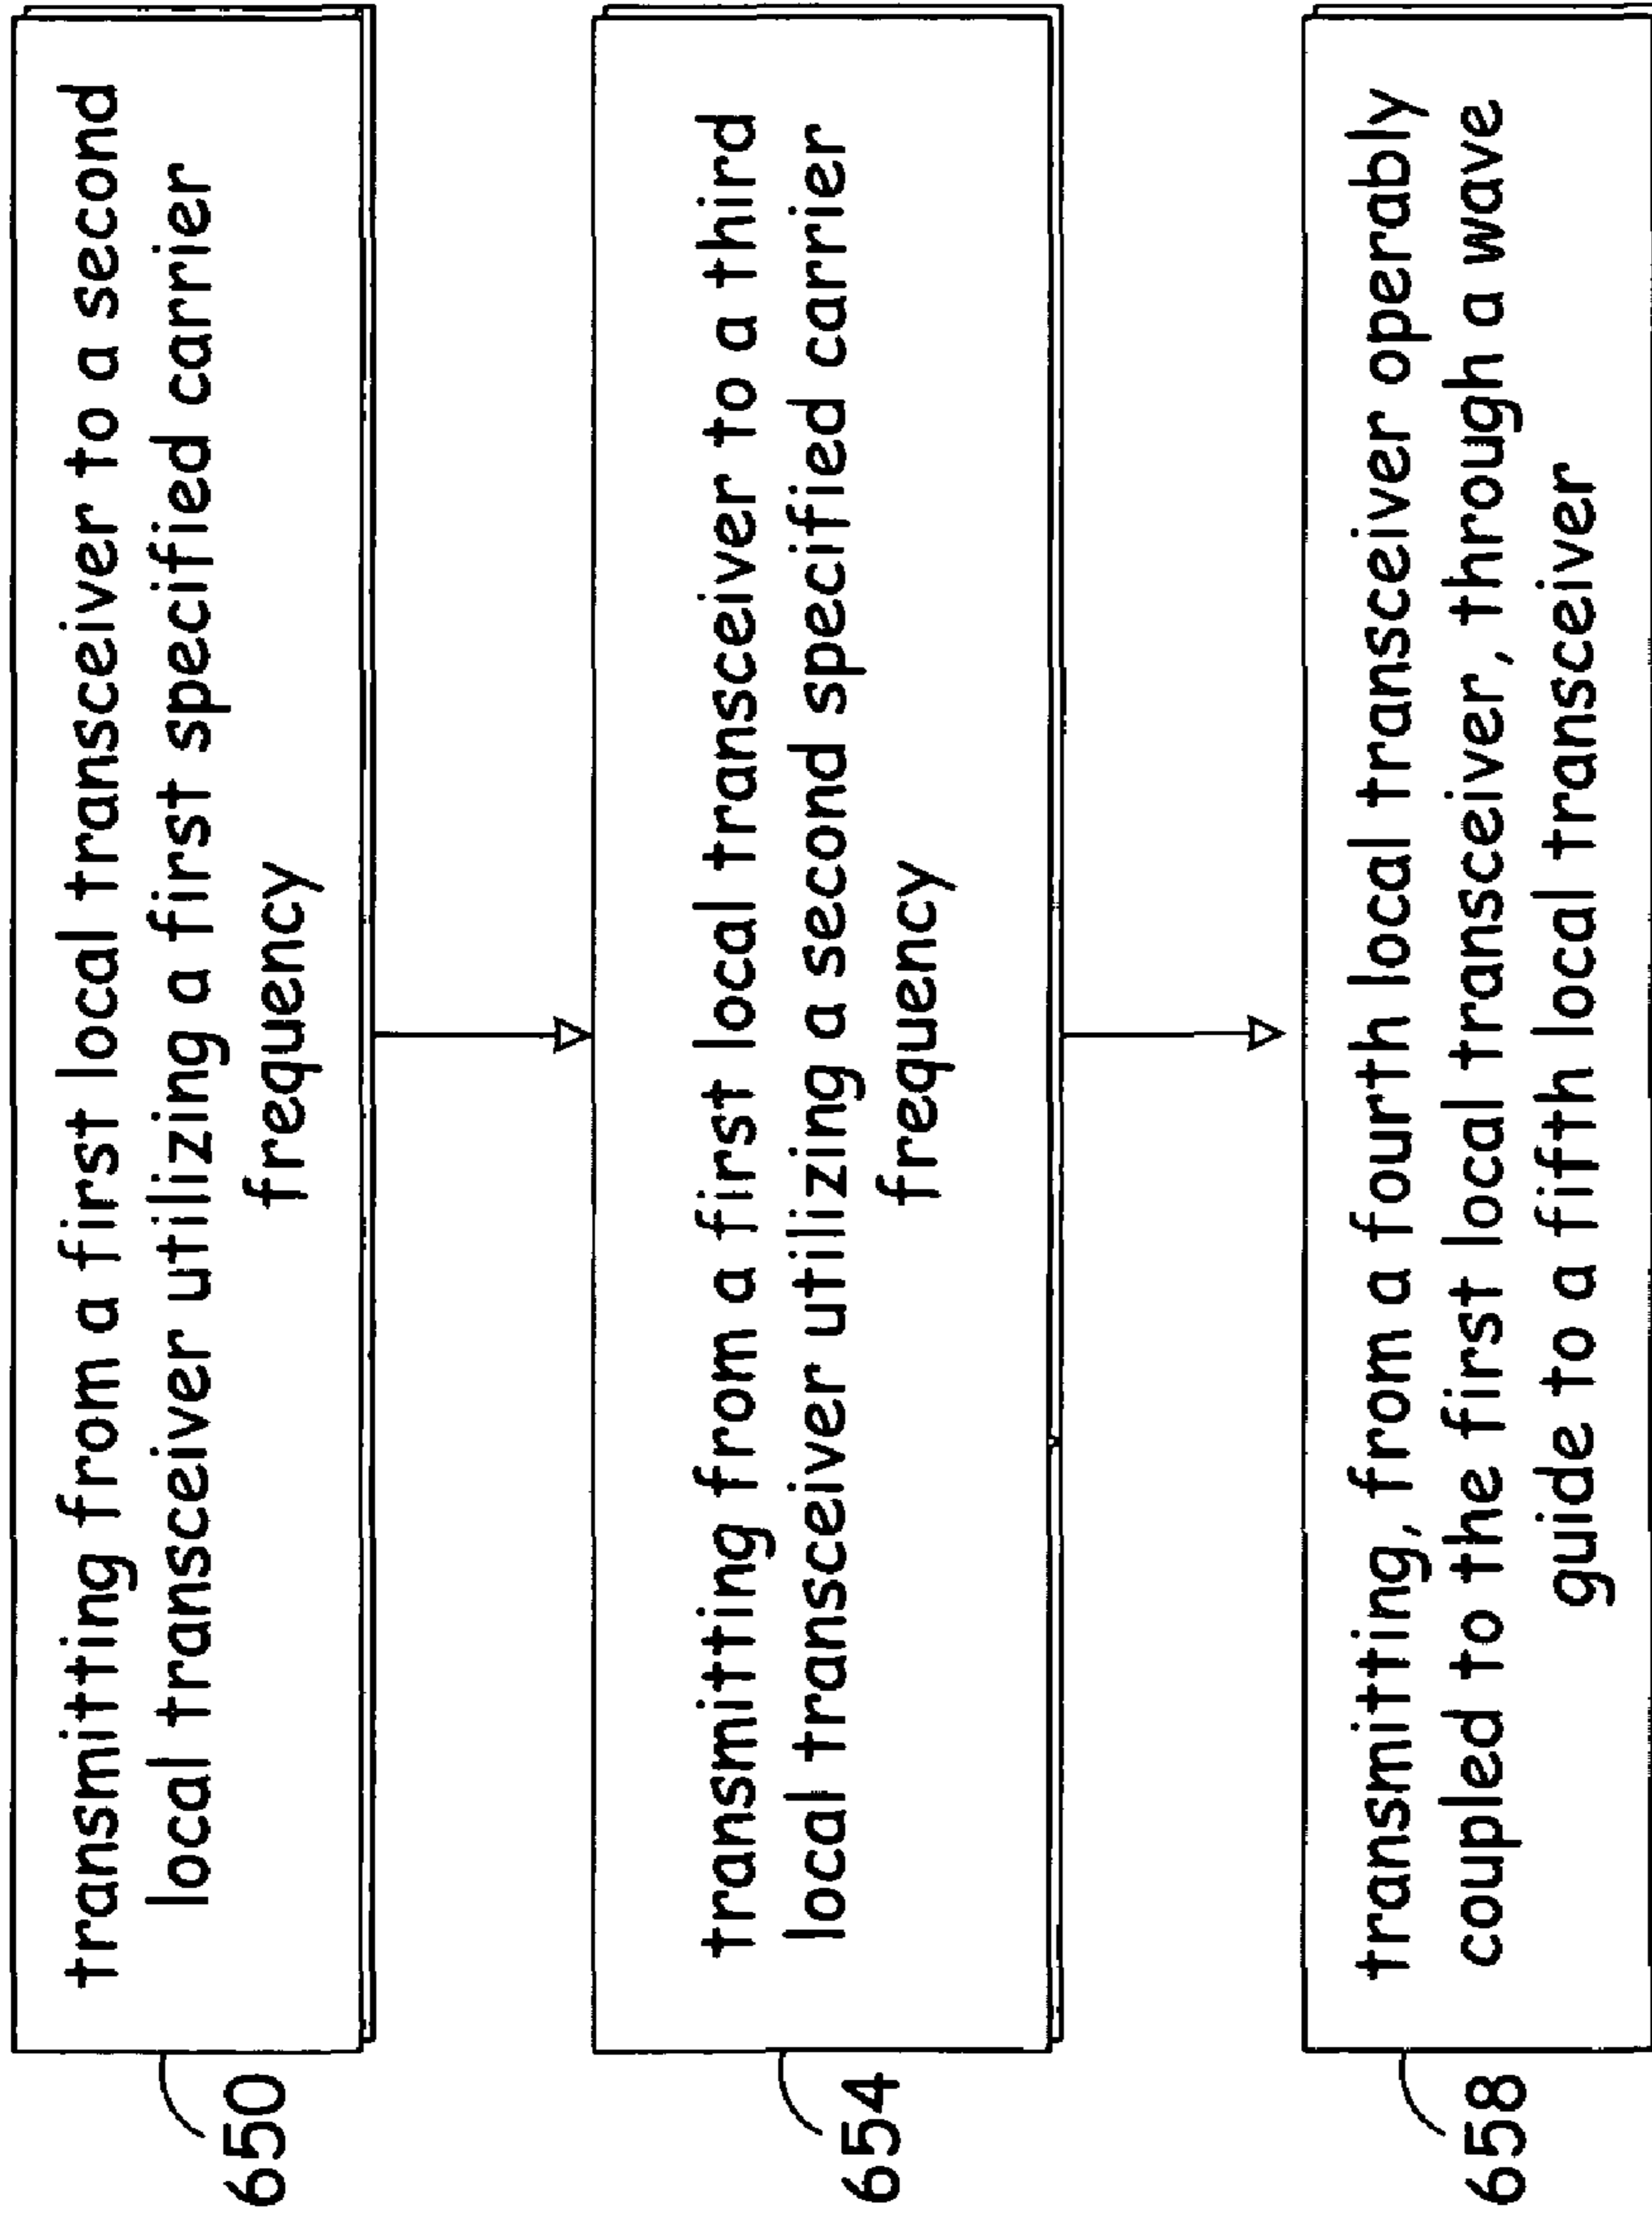 transmitting from a first local transceiver to a second
local transceiver utilizing a first specified carrier
frequency
650
transmitting from a first local transceiver to a third
local transceiver utilizing a second specified carrier
frequency
654
transmitting, from a fourth local transceiver operably
coupled to the first local transceiver, through a wave
guide to a fifth local transceiver
658